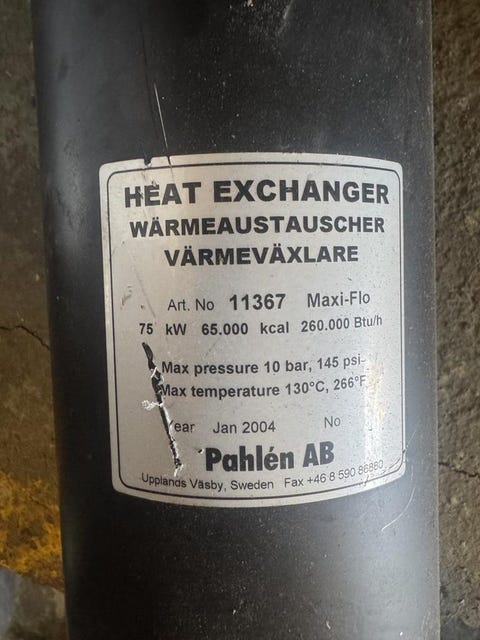 HEAT EXCHANGER
WÄRMEAUSTAUSCHER
VÄRMEVÄXLARE
Art. No 11367 Maxi-Flo
75 kW 65.000 kcal 260.000 Btu/h
Max pressure 10 bar, 145 psi
Max temperature 130°C, 266°F
Year Jan 2004 No
Pahlén AB
Upplands Väsby, Sweden Fax +46 8 590 86880